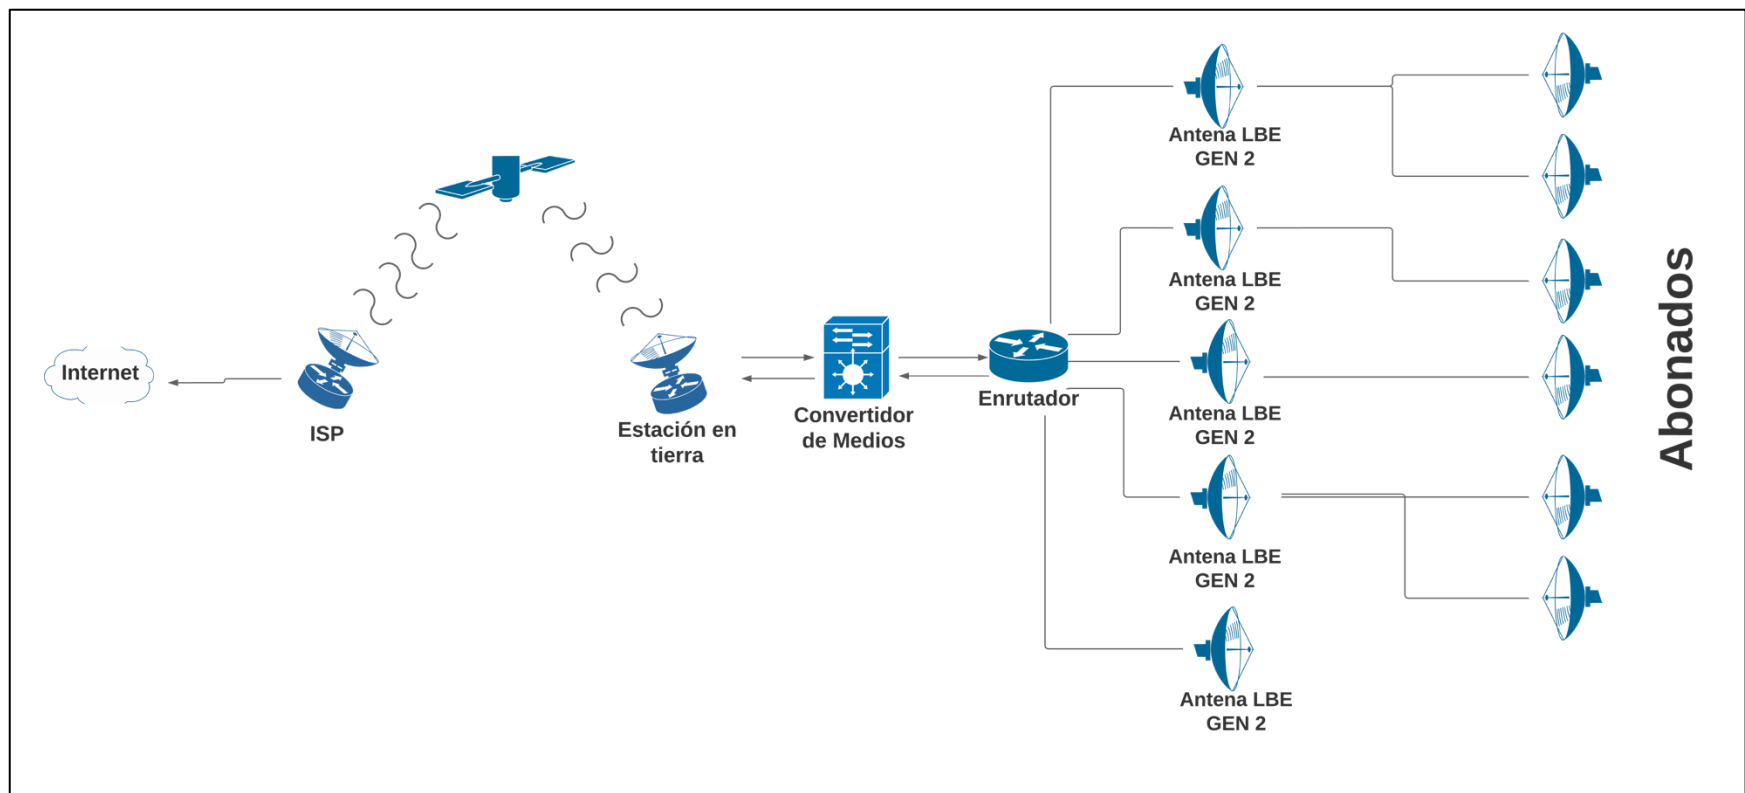 Internet
ISP
Estación en
tierra
Convertidor
de Medios
Enrutador
Antena LBE
GEN 2
Antena LBE
GEN 2
Antena LBE
GEN 2
Antena LBE
GEN 2
Antena LBE
GEN 2
Abonados